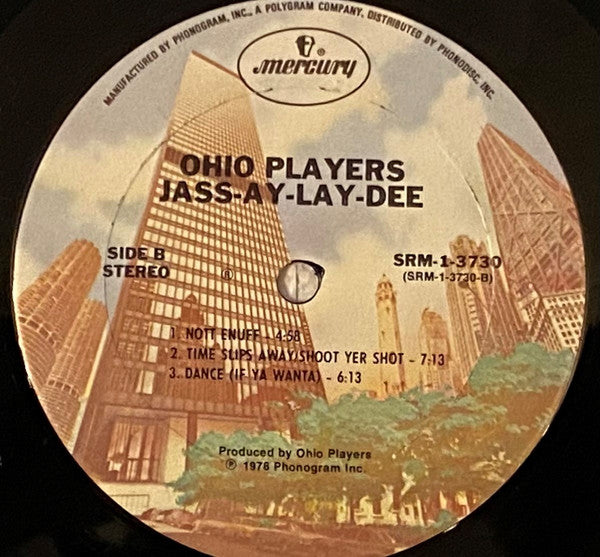 MANUFACTURED BY PHONOGRAM, INC., A POLYGRAM COMPANY, DISTRIBUTED BY PHONODISC, INC.
®
mercury
OHIO PLAYERS
JASS-AY-LAY-DEE
SIDE B
STEREO
SRM-1-3730
(SRM-1-3730-B)
1. NOTT ENUFF - 4:58
2. TIME SLIPS AWAY/SHOOT YER SHOT - 7:13
3. DANCE (IF YA WANTA) - 6:13
Produced by Ohio Players
℗ 1978 Phonogram Inc.